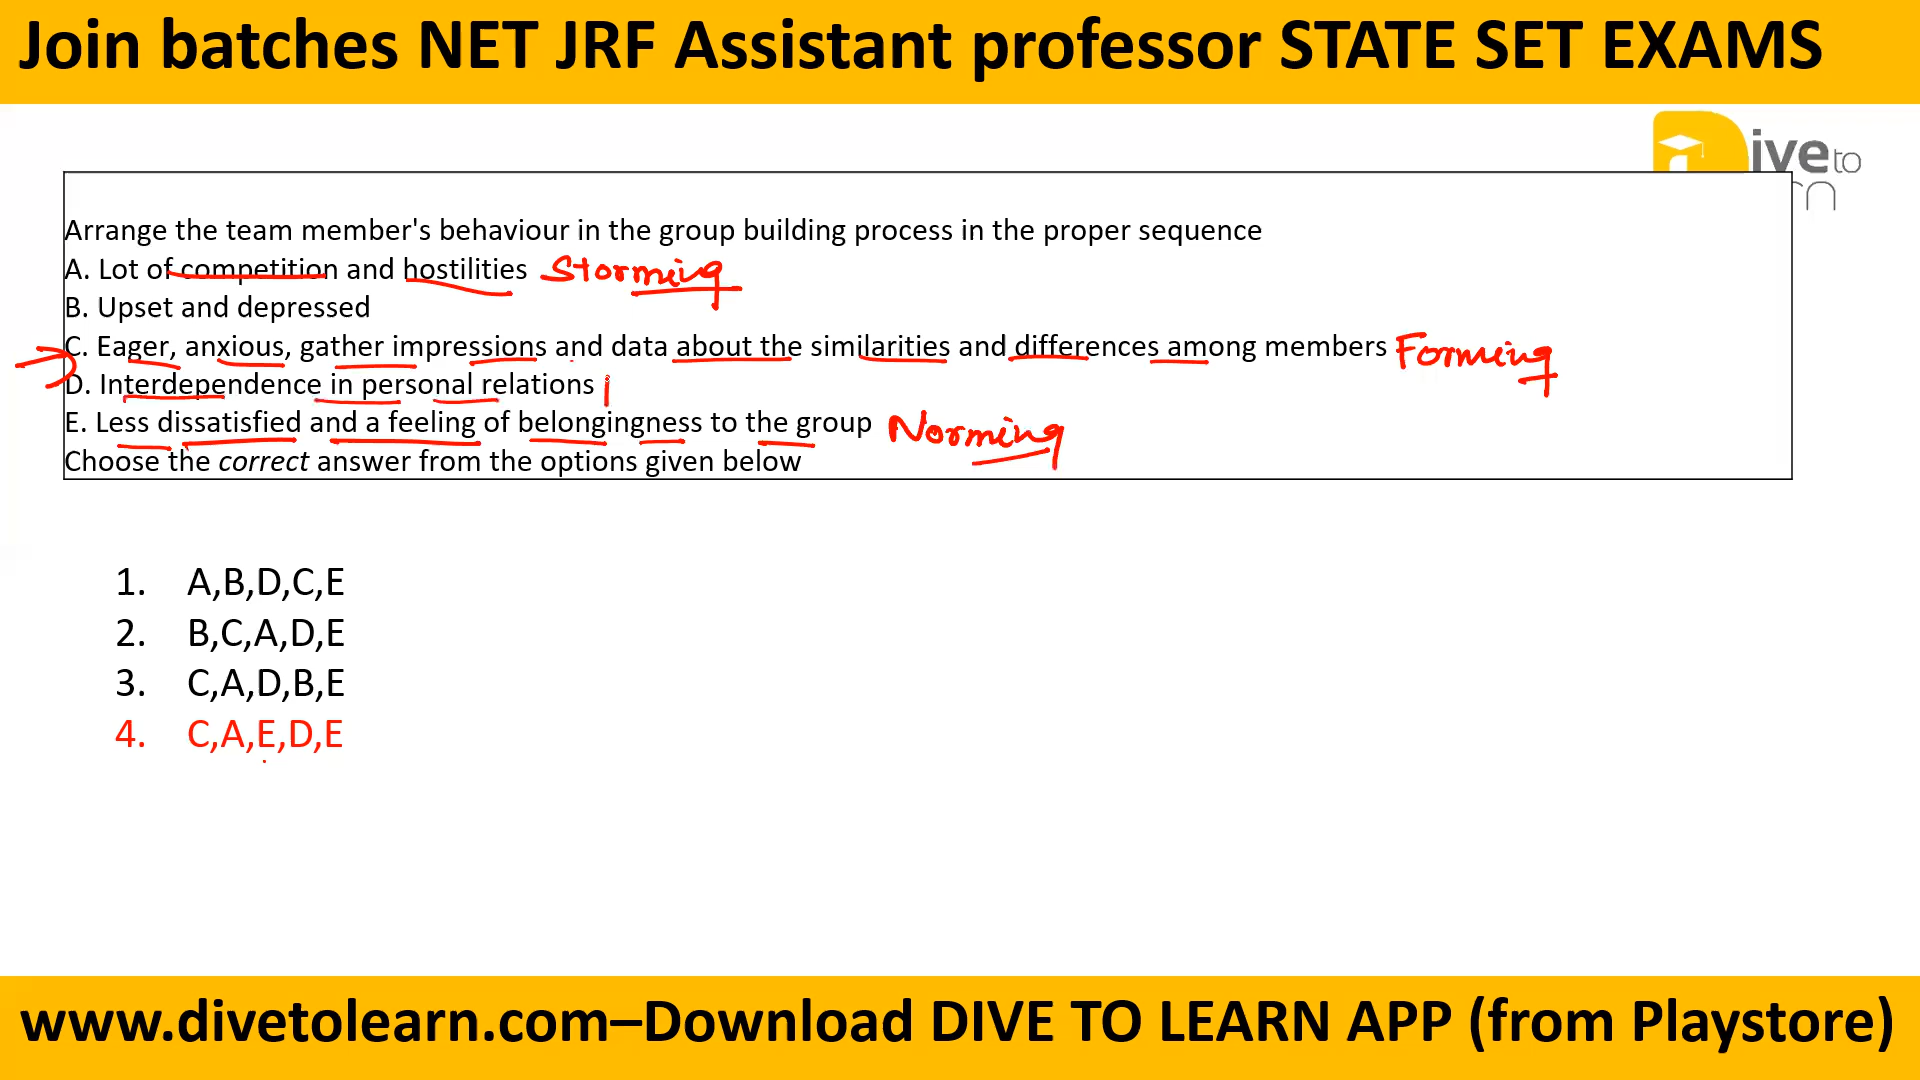 Join batches NET JRF Assistant professor STATE SET EXAMS
ive to
Arrange the team member's behaviour in the group building process in the proper sequence
A. Lot of competition and hostilities Storming
B. Upset and depressed
C. Eager, anxious, gather impressions and data about the similarities and differences among members Forming
D. Interdependence in personal relations
E. Less dissatisfied and a feeling of belongingness to the group Norming
Choose the correct answer from the options given below
1. A,B,D,C,E
2. B,C,A,D,E
3. C,A,D,B,E
4. C,A,E,D,E
www.divetolearn.com–Download DIVE TO LEARN APP (from Playstore)